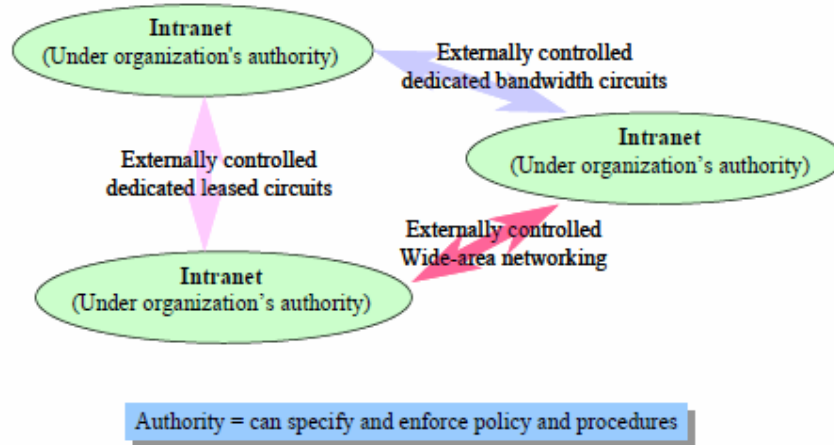 Intranet
(Under organization's authority)
Externally controlled
dedicated bandwidth circuits
Intranet
(Under organization’s authority)
Externally controlled
dedicated leased circuits
Externally controlled
Wide-area networking
Intranet
(Under organization’s authority)
Authority = can specify and enforce policy and procedures